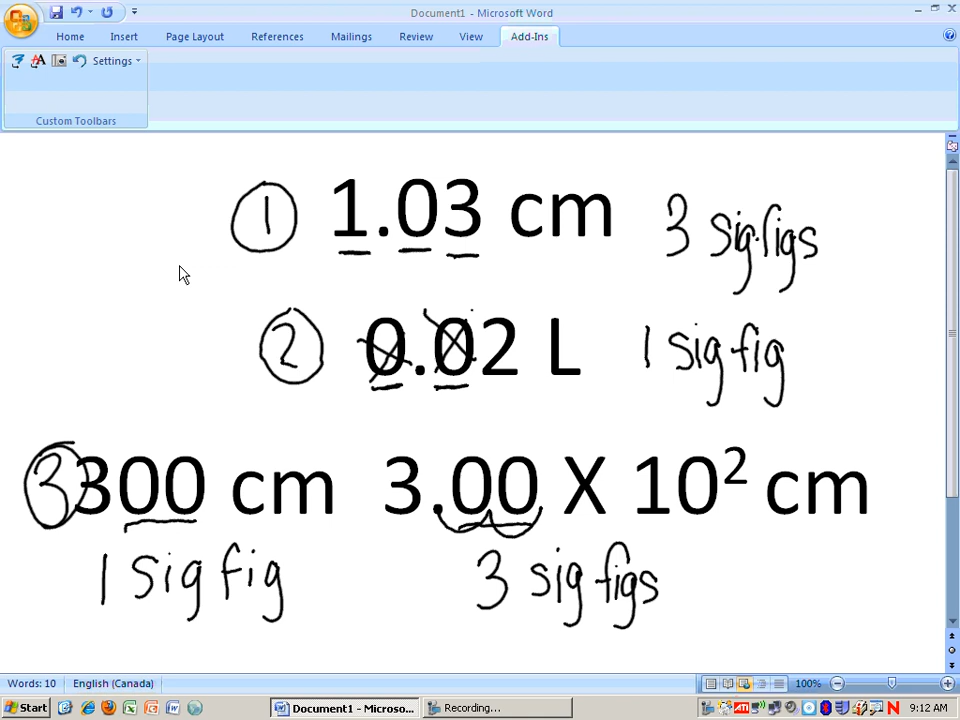 Document1 - Microsoft Word
Home Insert Page Layout References Mailings Review View Add-Ins
Settings
Custom Toolbars
1 1.03 cm 3 sig.figs
2 0.02 L 1 sig fig
3 300 cm 3.00 X 10² cm
1 sig fig 3 sig figs
Words: 10 English (Canada) 100%
Start Document1 - Microso... Recording... 9:12 AM